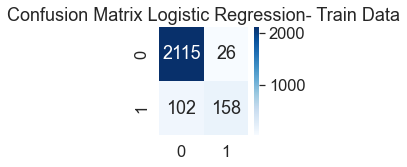 Confusion Matrix Logistic Regression- Train Data
0 2115 26 2000
1 102 158 1000
0 1